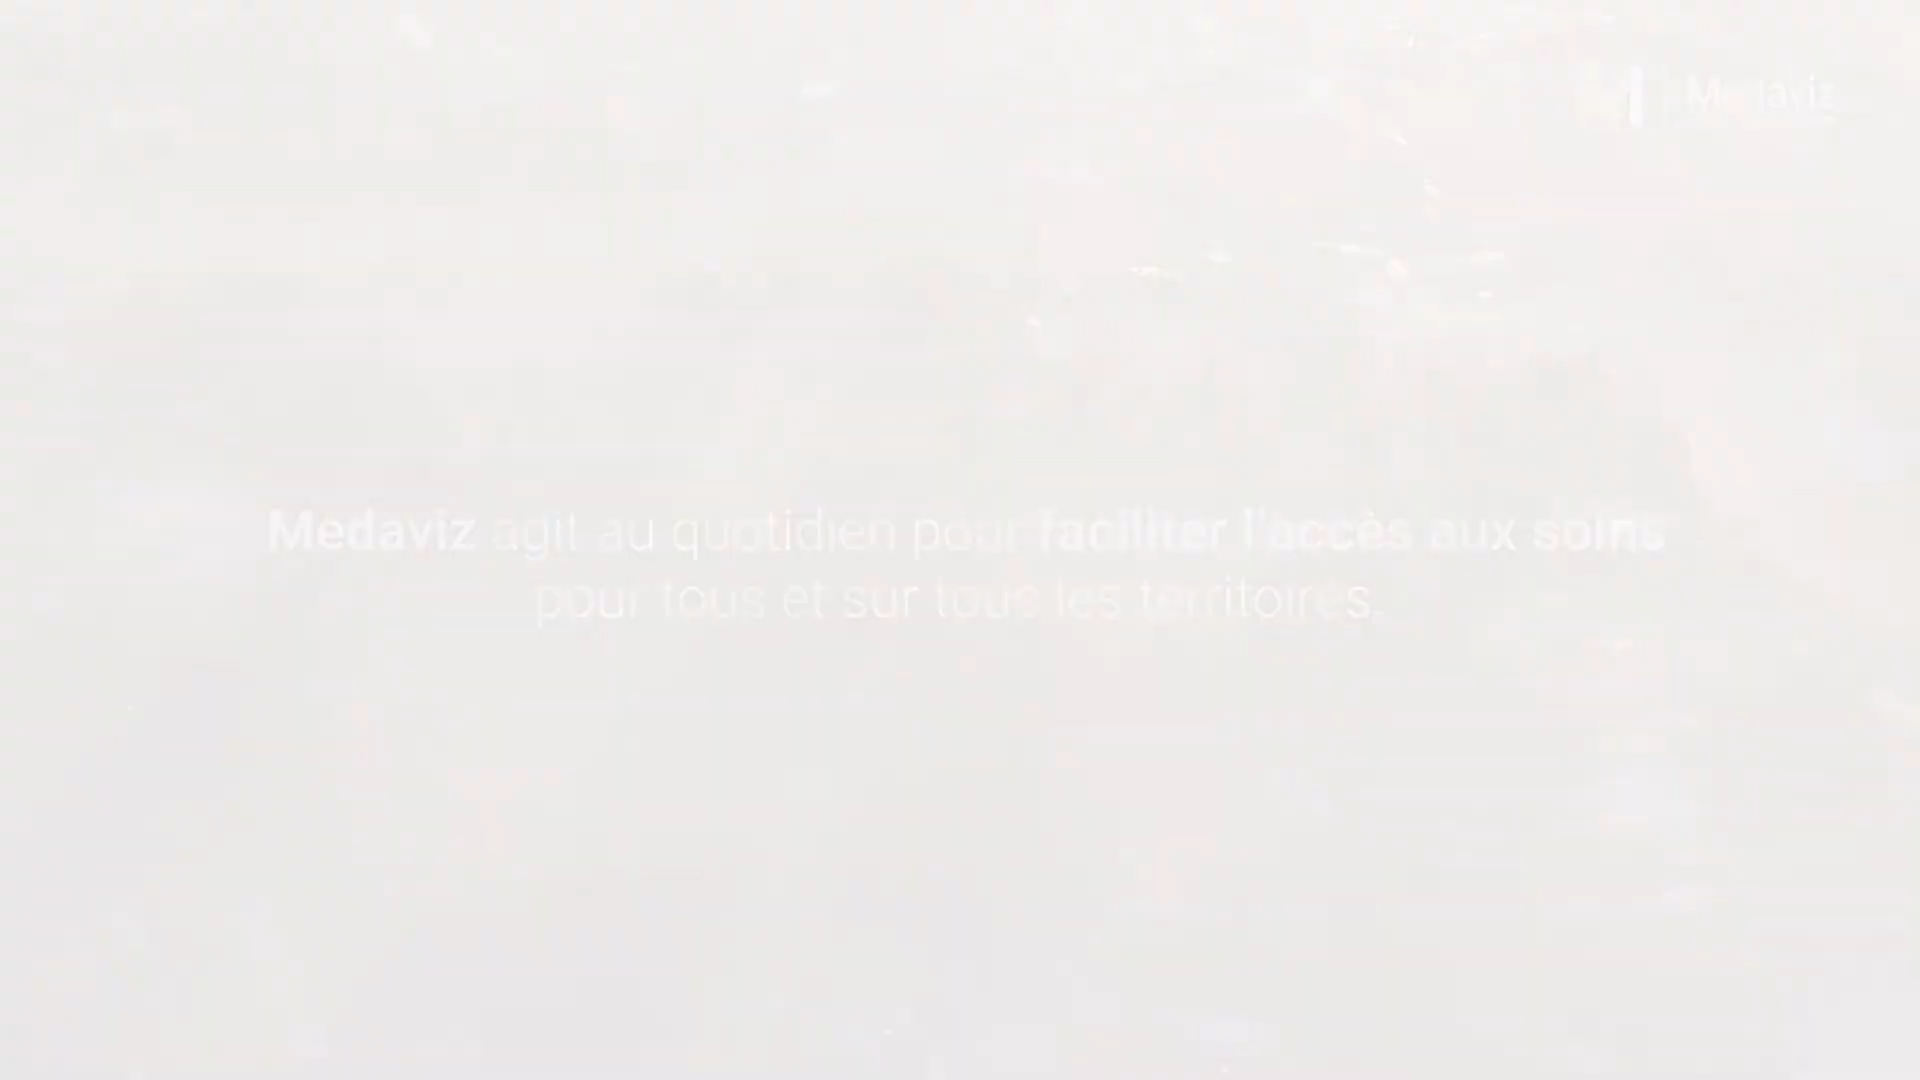 Medaviz
Medaviz agit au quotidien pour faciliter l'accès aux soins
pour tous et sur tous les territoires.